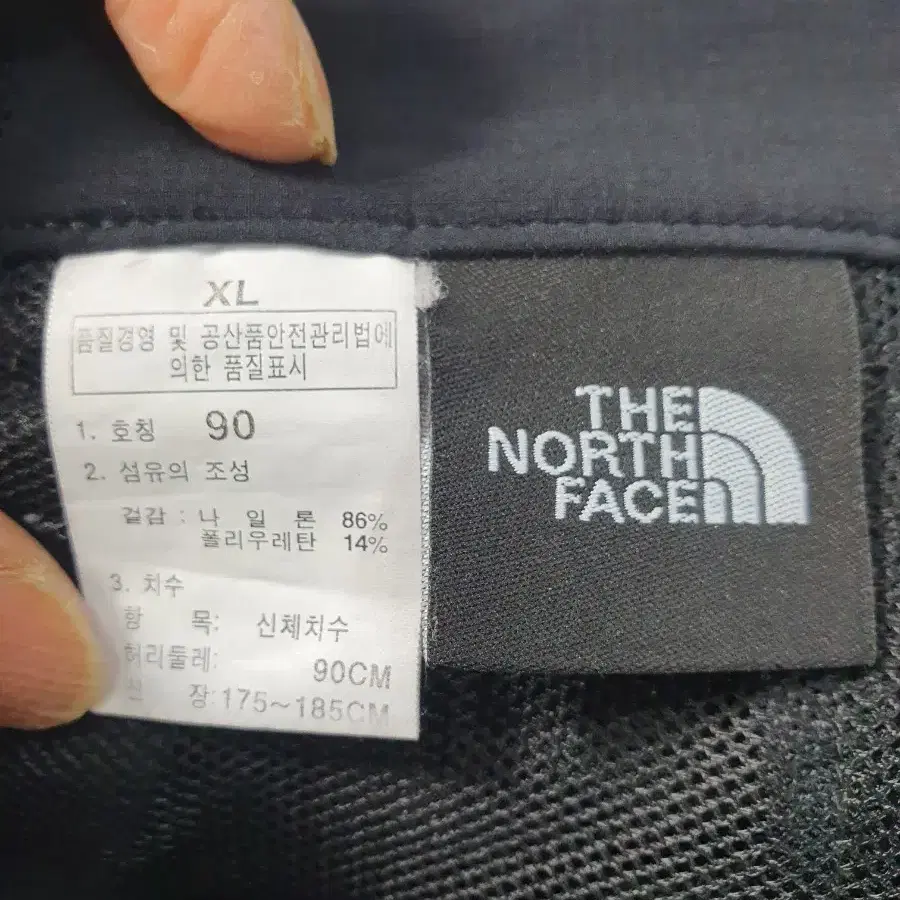 XL
품질경영 및 공산품안전관리법에
의한 품질표시
1. 호칭 90
2. 섬유의 조성
겉감 : 나 일 론 86%
폴리우레탄 14%
3. 치수
항 목: 신체치수
허리둘레: 90CM
신 장:175~185CM
THE
NORTH
FACE